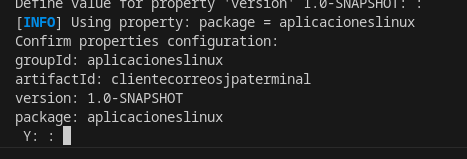 Define value for property 'version' 1.0-SNAPSHOT: :
[INFO] Using property: package = aplicacioneslinux
Confirm properties configuration:
groupId: aplicacioneslinux
artifactId: clientecorreosjpaterminal
version: 1.0-SNAPSHOT
package: aplicacioneslinux
Y: :